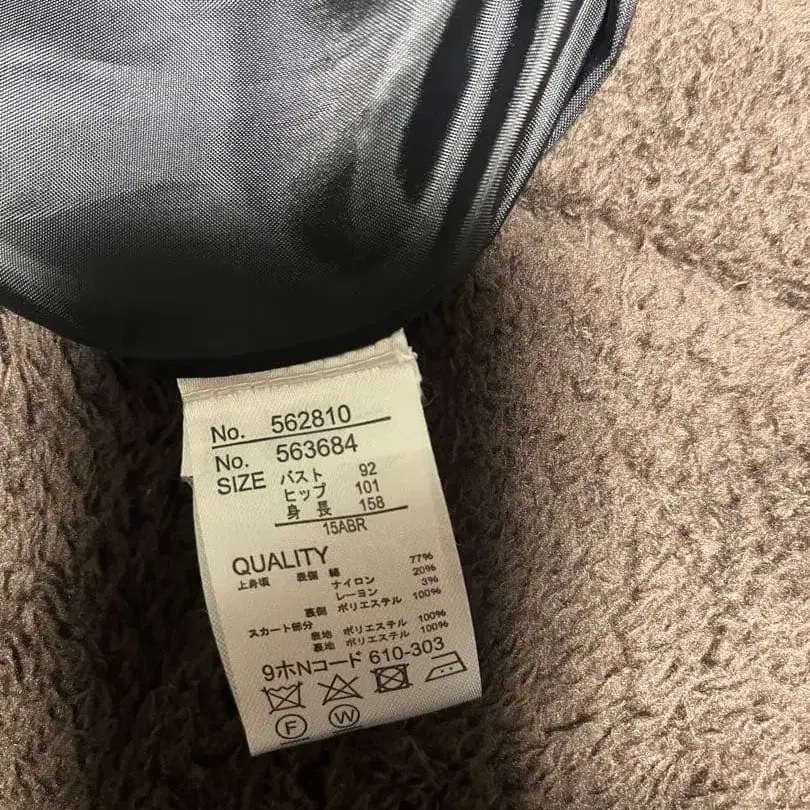 No. 562810
No. 563684
SIZE バスト 92
ヒップ 101
身長 158
15ABR
QUALITY
上身頃 表側 綿 77%
ナイロン 20%
レーヨン 3%
裏側 ポリエステル 100%
スカート部分
表地 ポリエステル 100%
裏地 ポリエステル 100%
9ホNコード 610-303
F W